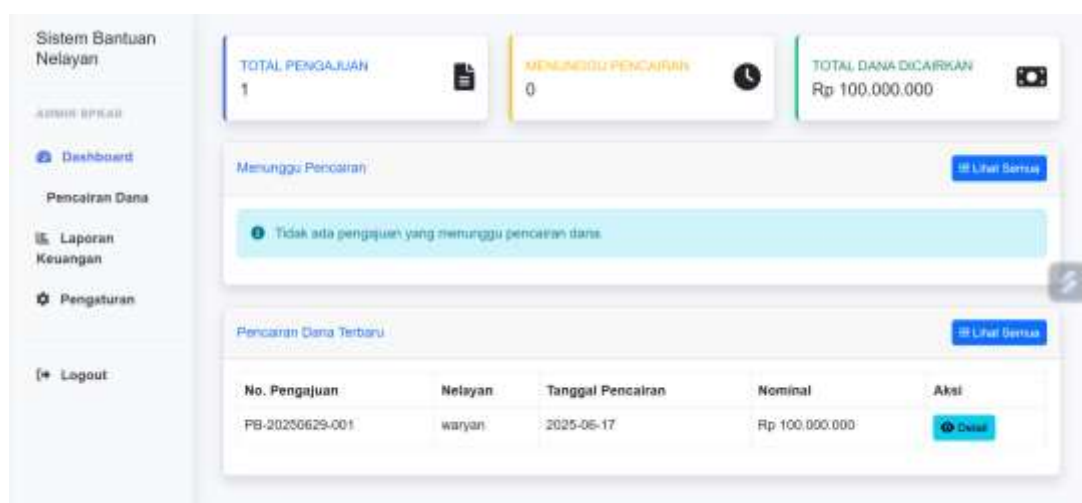 Sistem Bantuan
Nelayan
ADMIN BPKAD
Dashboard
Pencairan Dana
Laporan
Keuangan
Pengaturan
Logout
TOTAL PENGAJUAN
1
MENUNGGU PENCAIRAN
0
TOTAL DANA DICAIRKAN
Rp 100.000.000
Menunggu Pencairan
Lihat Semua
Tidak ada pengajuan yang menunggu pencairan dana.
Pencairan Dana Terbaru
Lihat Semua
No. Pengajuan Nelayan Tanggal Pencairan Nominal Aksi
PB-20250629-001 waryan 2025-06-17 Rp 100.000.000 Detail